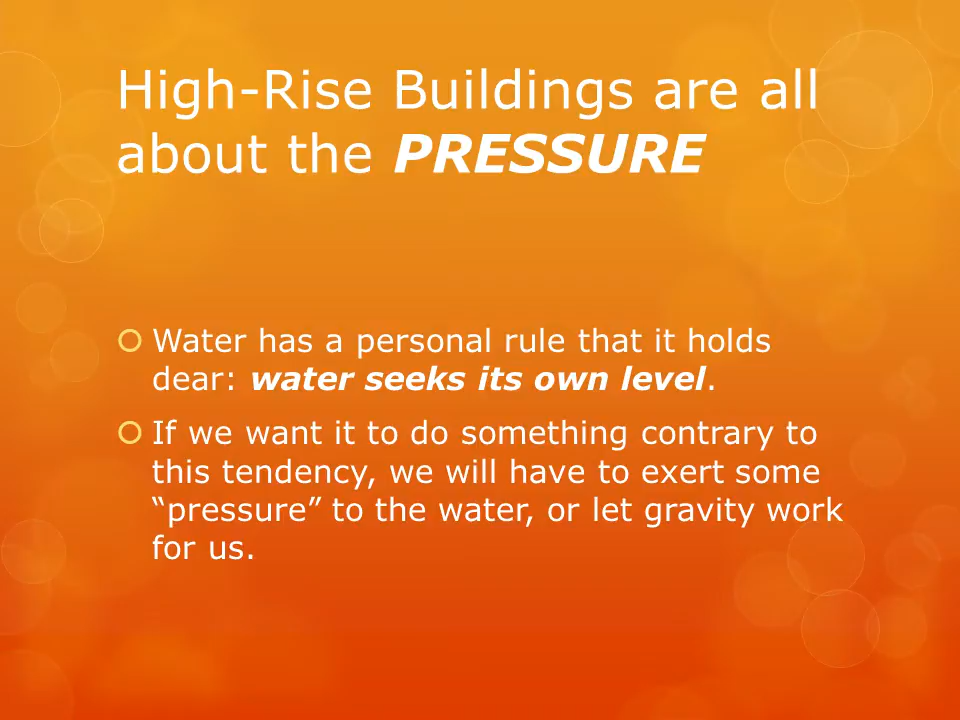 High-Rise Buildings are all
about the PRESSURE
Water has a personal rule that it holds
dear: water seeks its own level.
If we want it to do something contrary to
this tendency, we will have to exert some
“pressure” to the water, or let gravity work
for us.